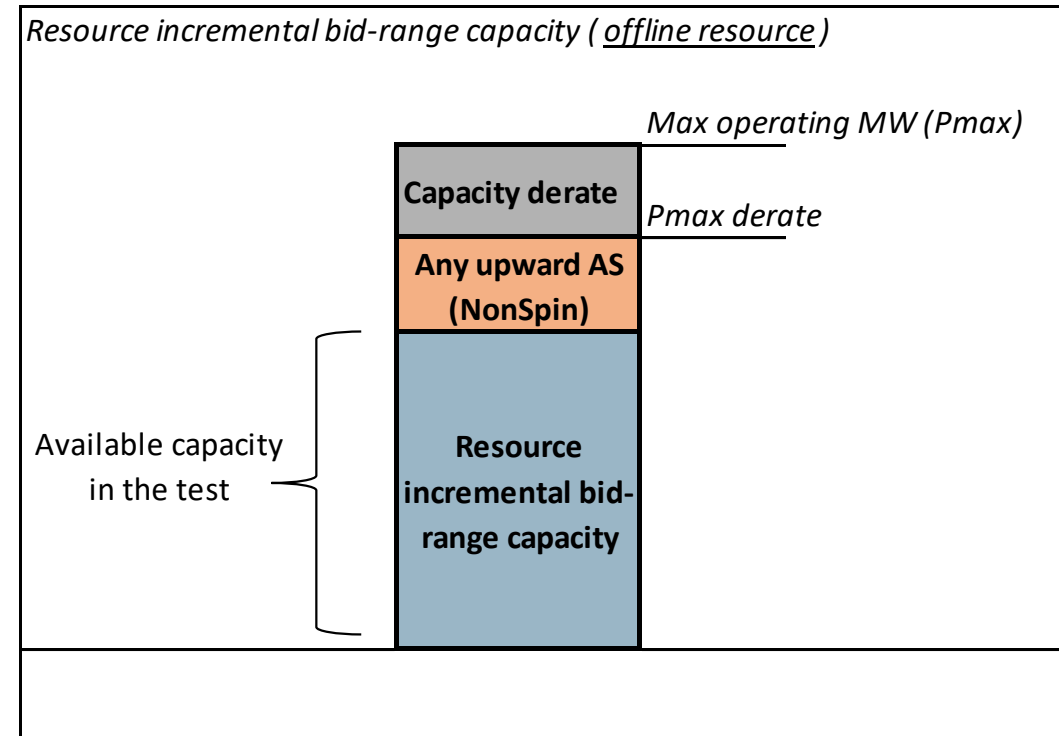 Resource incremental bid-range capacity ( offline resource )
Max operating MW (Pmax)
Capacity derate
Pmax derate
Any upward AS
(NonSpin)
Available capacity
in the test
Resource
incremental bid-
range capacity